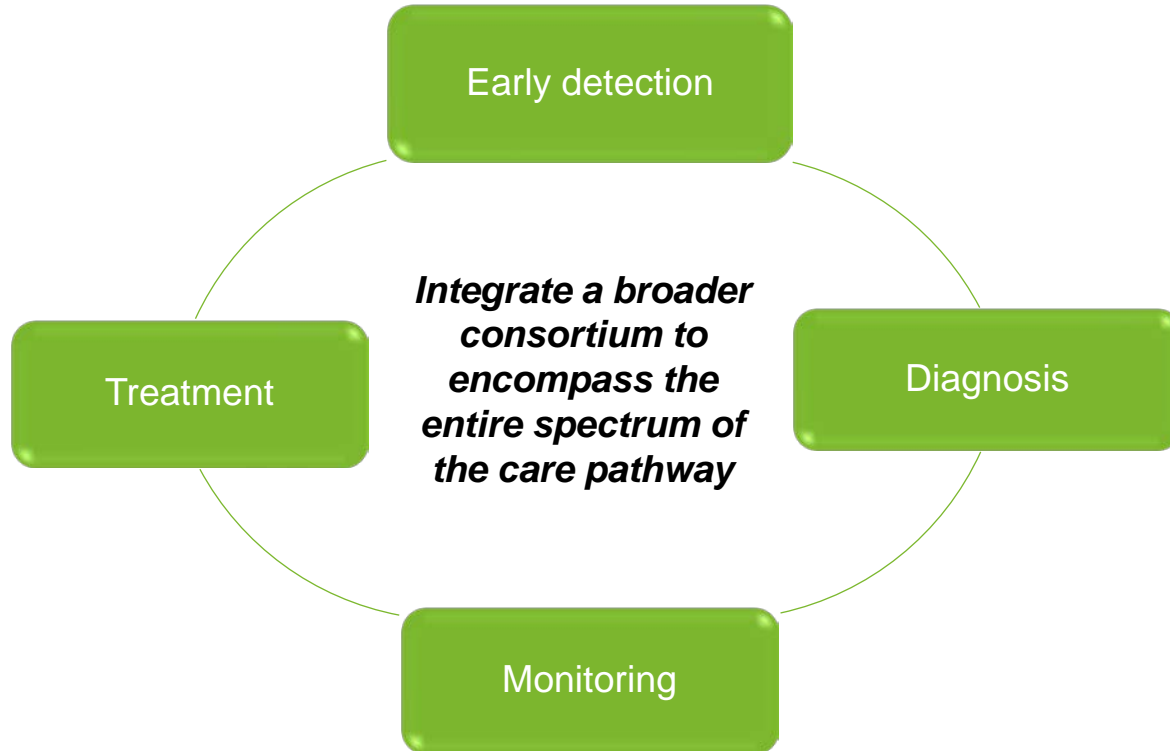 Early detection
Integrate a broader
consortium to
encompass the
entire spectrum of
the care pathway
Treatment
Diagnosis
Monitoring